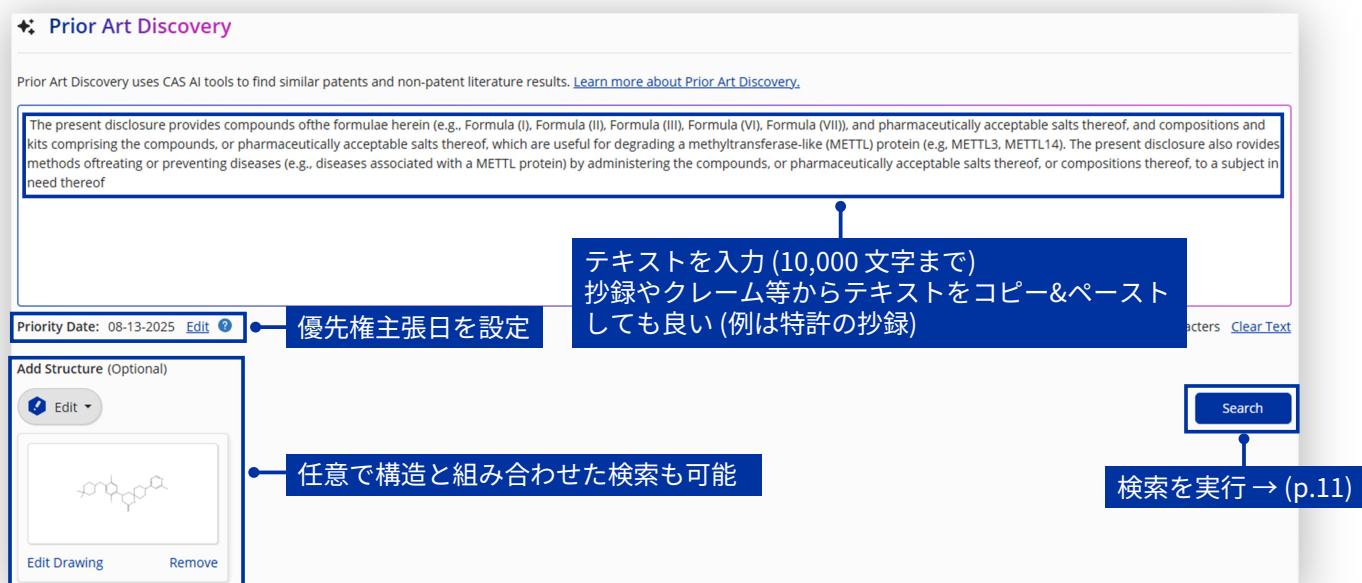 Prior Art Discovery
Prior Art Discovery uses CAS AI tools to find similar patents and non-patent literature results. Learn more about Prior Art Discovery.
The present disclosure provides compounds ofthe formulae herein (e.g., Formula (I), Formula (II), Formula (III), Formula (VI), Formula (VII)), and pharmaceutically acceptable salts thereof, and compositions and
kits comprising the compounds, or pharmaceutically acceptable salts thereof, which are useful for degrading a methyltransferase-like (METTL) protein (e.g, METTL3, METTL14). The present disclosure also rovides
methods oftreating or preventing diseases (e.g., diseases associated with a METTL protein) by administering the compounds, or pharmaceutically acceptable salts thereof, or compositions thereof, to a subject in
need thereof
テキストを入力 (10,000 文字まで)
抄録やクレーム等からテキストをコピー&ペースト
しても良い (例は特許の抄録)
Priority Date: 08-13-2025 Edit ?
優先権主張日を設定
acters Clear Text
Add Structure (Optional)
Edit
Search
任意で構造と組み合わせた検索も可能
検索を実行 → (p.11)
Edit Drawing Remove